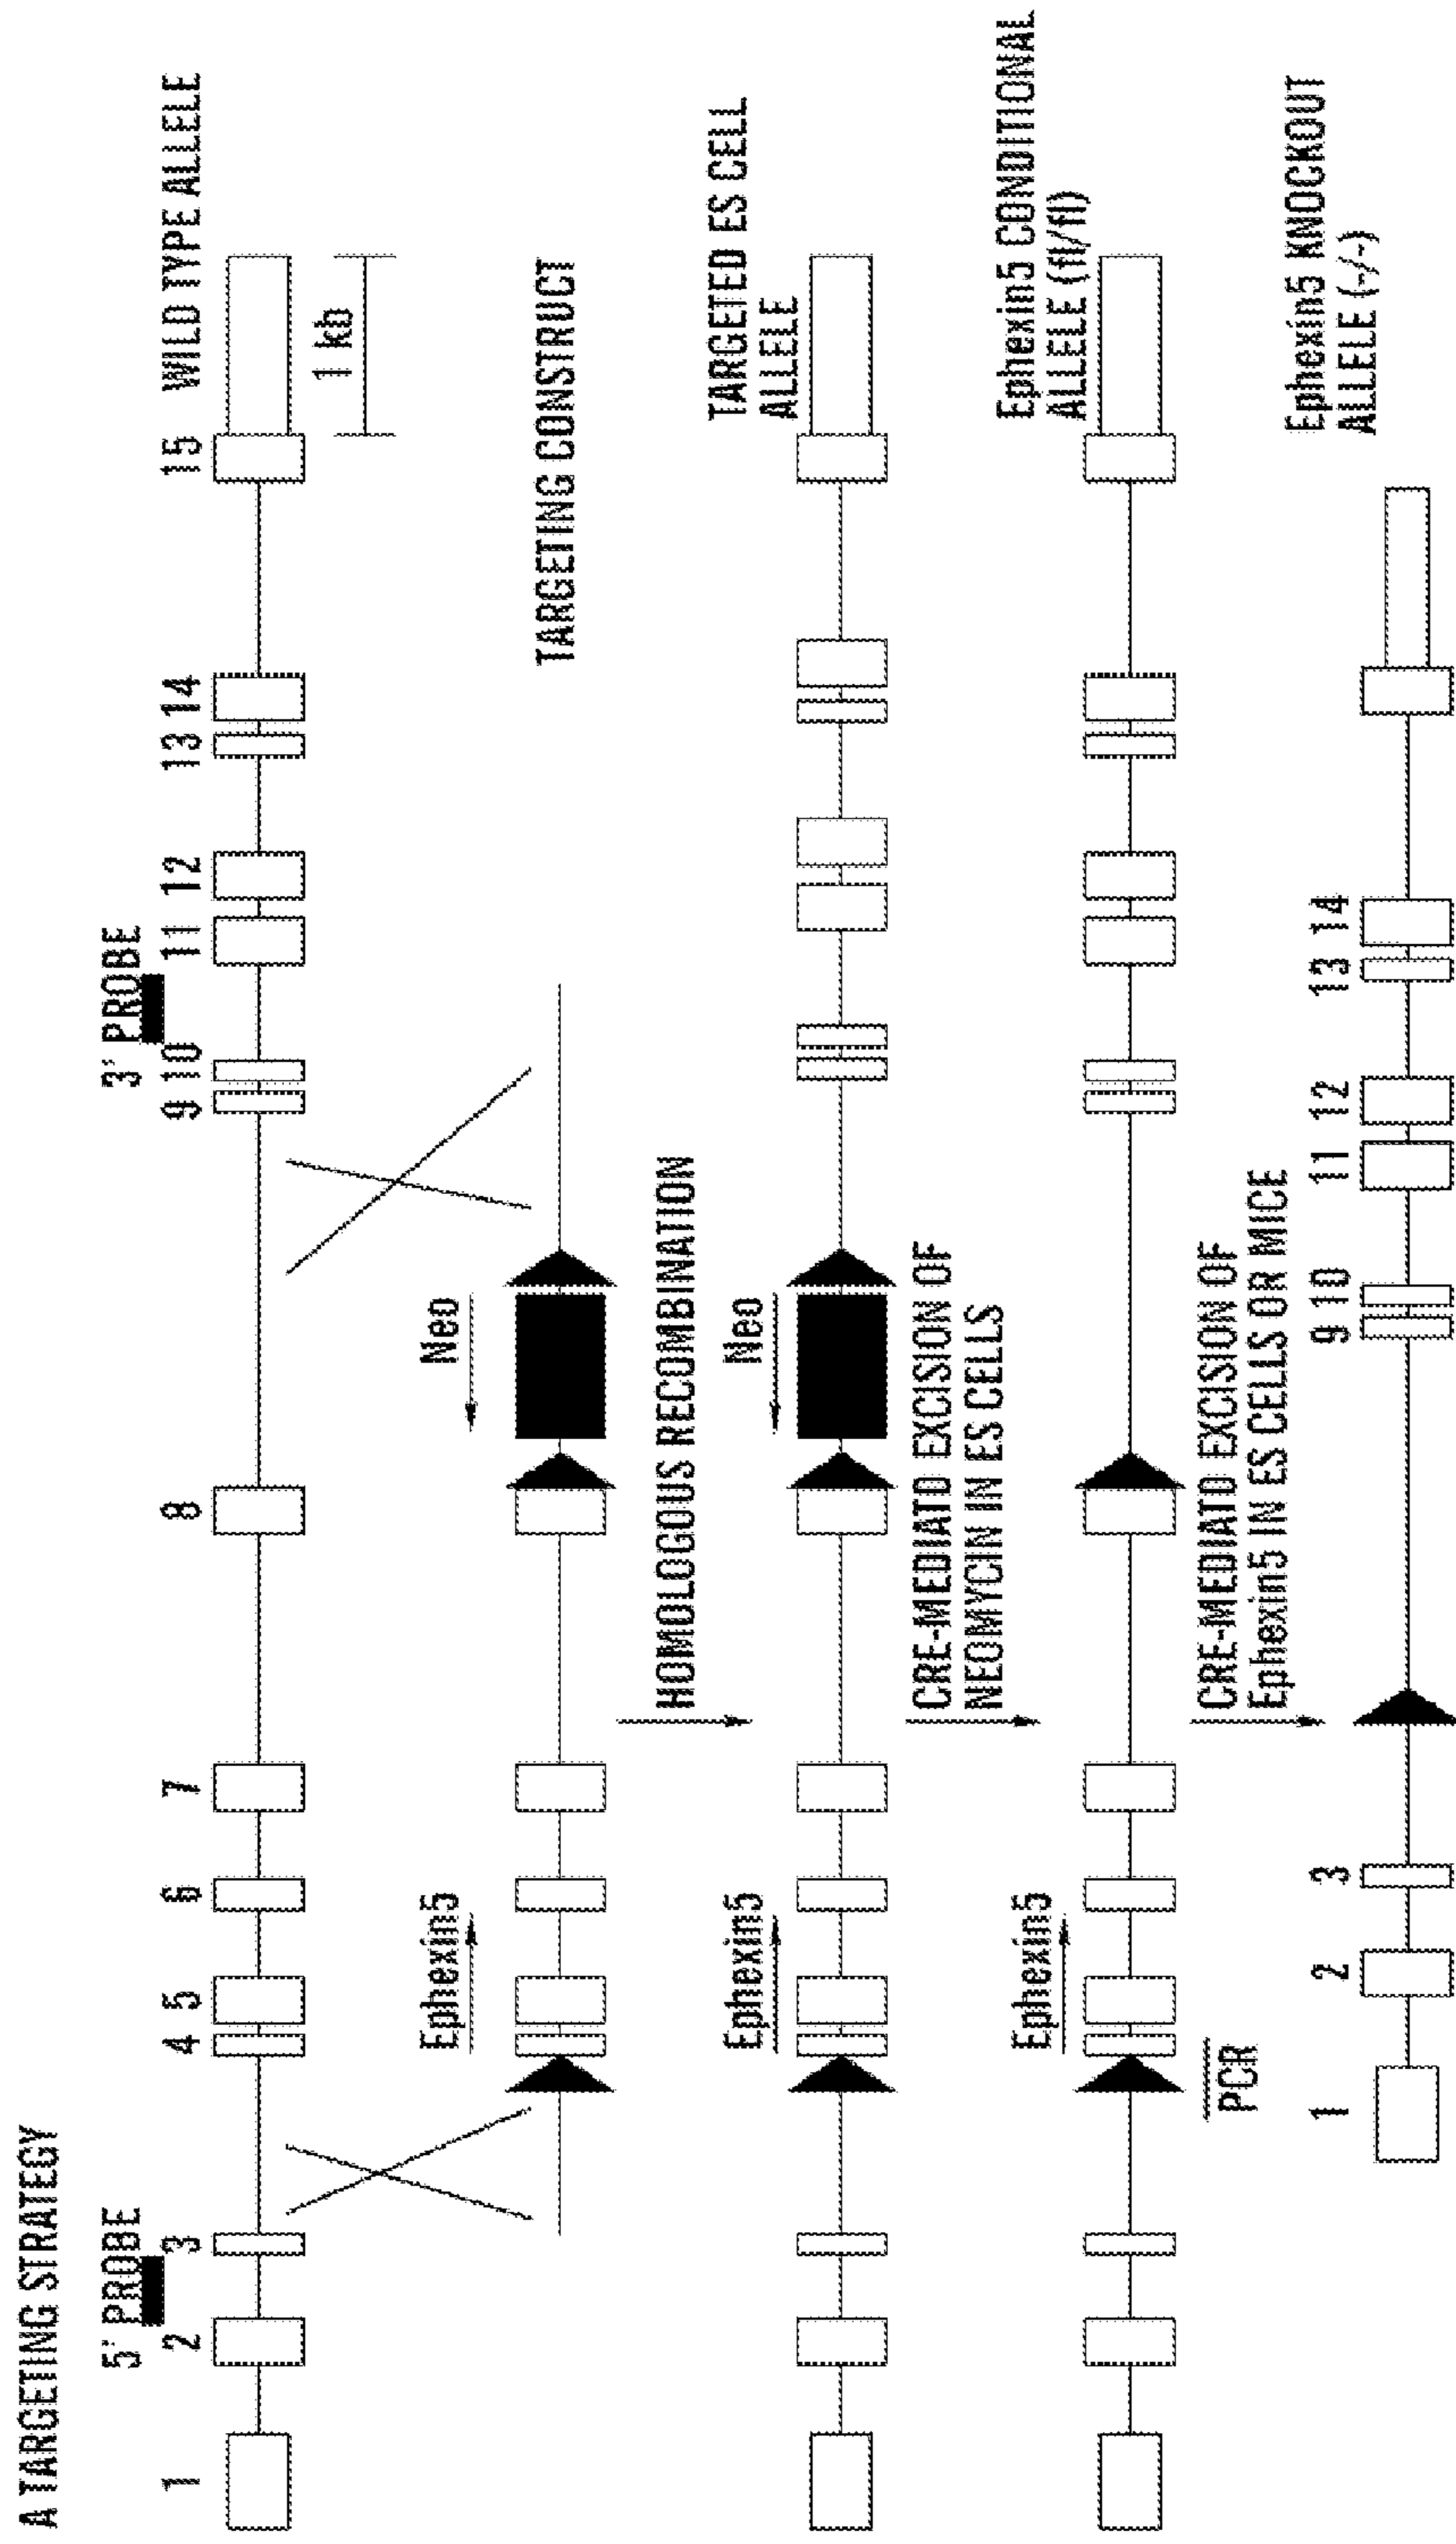 A TARGETING STRATEGY
5' PROBE
3' PROBE
1 2 3 4 5 6 7 8 9 10 11 12 13 14 15
WILD TYPE ALLELE
1 kb
Ephexin5
Neo
TARGETING CONSTRUCT
HOMOLOGOUS RECOMBINATION
Ephexin5
Neo
TARGETED ES CELL
ALLELE
CRE-MEDIATD EXCISION OF
NEOMYCIN IN ES CELLS
Ephexin5
Ephexin5 CONDITIONAL
ALLELE (fl/fl)
PCR
CRE-MEDIATD EXCISION OF
Ephexin5 IN ES CELLS OR MICE
1 2 3 9 10 11 12 13 14
Ephexin5 KNOCKOUT
ALLELE (-/-)